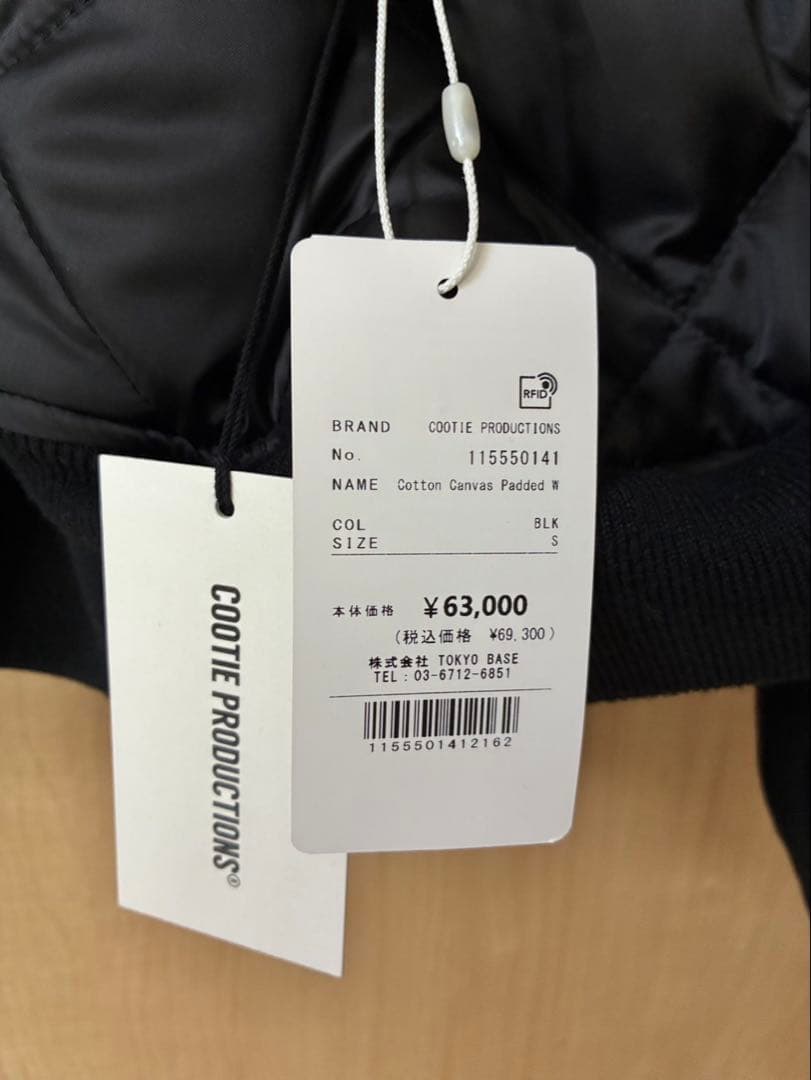 RFID
BRAND COOTIE PRODUCTIONS
No. 115550141
NAME Cotton Canvas Padded W
COL BLK
SIZE S
本体価格 ¥63,000
(税込価格 ¥69,300)
株式会社 TOKYO BASE
TEL:03-6712-6851
1155501412162
COOTIE PRODUCTIONS®